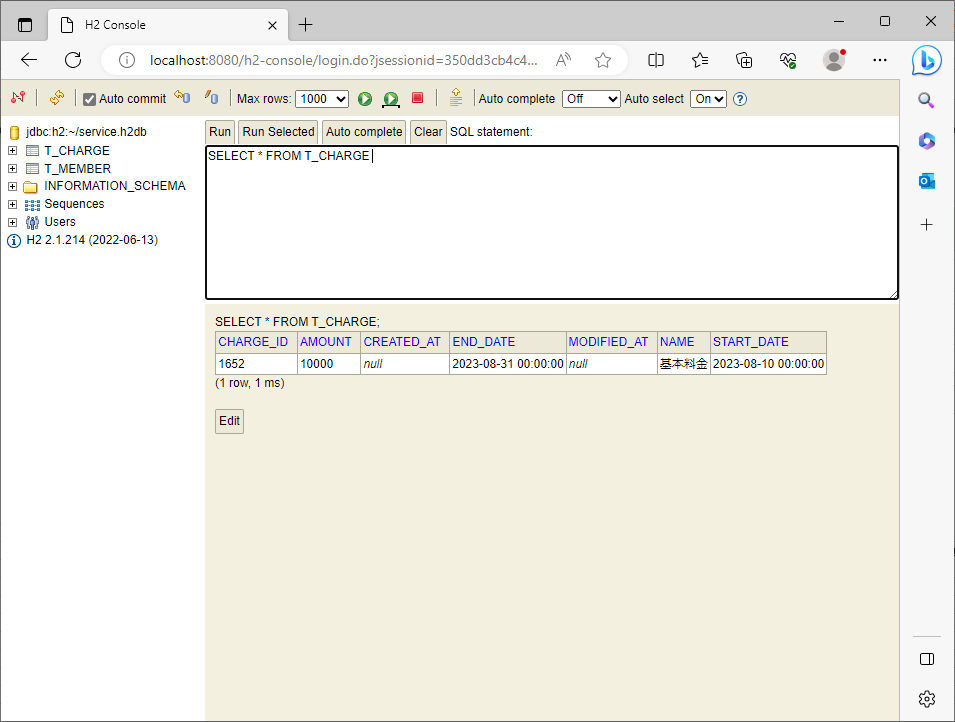 H2 Console
localhost:8080/h2-console/login.do?jsessionid=350dd3cb4c4...
Auto commit Max rows: 1000 Auto complete Off Auto select On
jdbc:h2:~/service.h2db
T_CHARGE
T_MEMBER
INFORMATION_SCHEMA
Sequences
Users
H2 2.1.214 (2022-06-13)
Run Run Selected Auto complete Clear SQL statement:
SELECT * FROM T_CHARGE
SELECT * FROM T_CHARGE;
CHARGE_ID AMOUNT CREATED_AT END_DATE MODIFIED_AT NAME START_DATE
1652 10000 null 2023-08-31 00:00:00 null 基本料金 2023-08-10 00:00:00
(1 row, 1 ms)
Edit